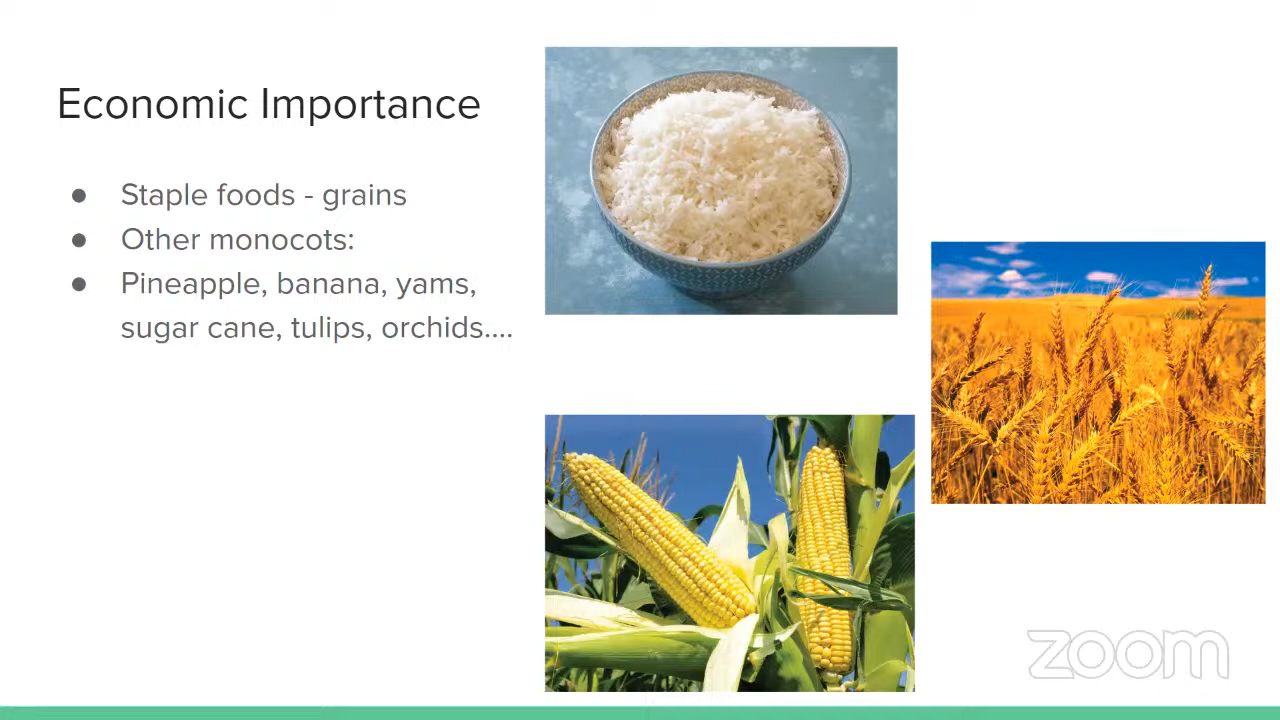 Economic Importance
● Staple foods - grains
● Other monocots:
● Pineapple, banana, yams,
sugar cane, tulips, orchids....
zoom